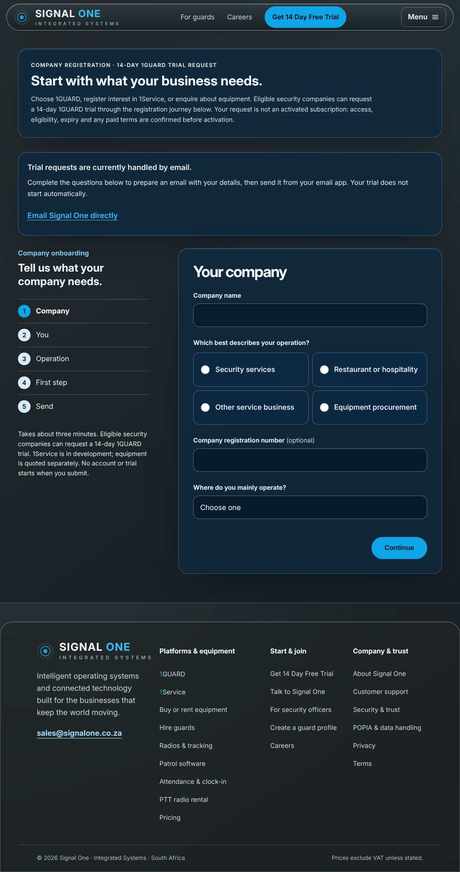 SIGNAL ONE
INTEGRATED SYSTEMS
For guards
Careers
Get 14 Day Free Trial
Menu
COMPANY REGISTRATION · 14-DAY 1GUARD TRIAL REQUEST
Start with what your business needs.
Choose 1GUARD, register interest in 1Service, or enquire about equipment. Eligible security companies can request
a 14-day 1GUARD trial through the registration journey below. Your request is not an activated subscription: access,
eligibility, expiry and any paid terms are confirmed before activation.
Trial requests are currently handled by email.
Complete the questions below to prepare an email with your details, then send it from your email app. Your trial does not
start automatically.
Email Signal One directly
Company onboarding
Tell us what your
company needs.
1 Company
2 You
3 Operation
4 First step
5 Send
Takes about three minutes. Eligible security
companies can request a 14-day 1GUARD
trial. 1Service is in development; equipment
is quoted separately. No account or trial
starts when you submit.
Your company
Company name
Which best describes your operation?
Security services
Restaurant or hospitality
Other service business
Equipment procurement
Company registration number (optional)
Where do you mainly operate?
Choose one
Continue
SIGNAL ONE
INTEGRATED SYSTEMS
Intelligent operating systems
and connected technology
built for the businesses that
keep the world moving.
sales@signalone.co.za
Platforms & equipment
1GUARD
1Service
Buy or rent equipment
Hire guards
Radios & tracking
Patrol software
Attendance & clock-in
PTT radio rental
Pricing
Start & join
Get 14 Day Free Trial
Talk to Signal One
For security officers
Create a guard profile
Careers
Company & trust
About Signal One
Customer support
Security & trust
POPIA & data handling
Privacy
Terms
© 2026 Signal One · Integrated Systems · South Africa
Prices exclude VAT unless stated.